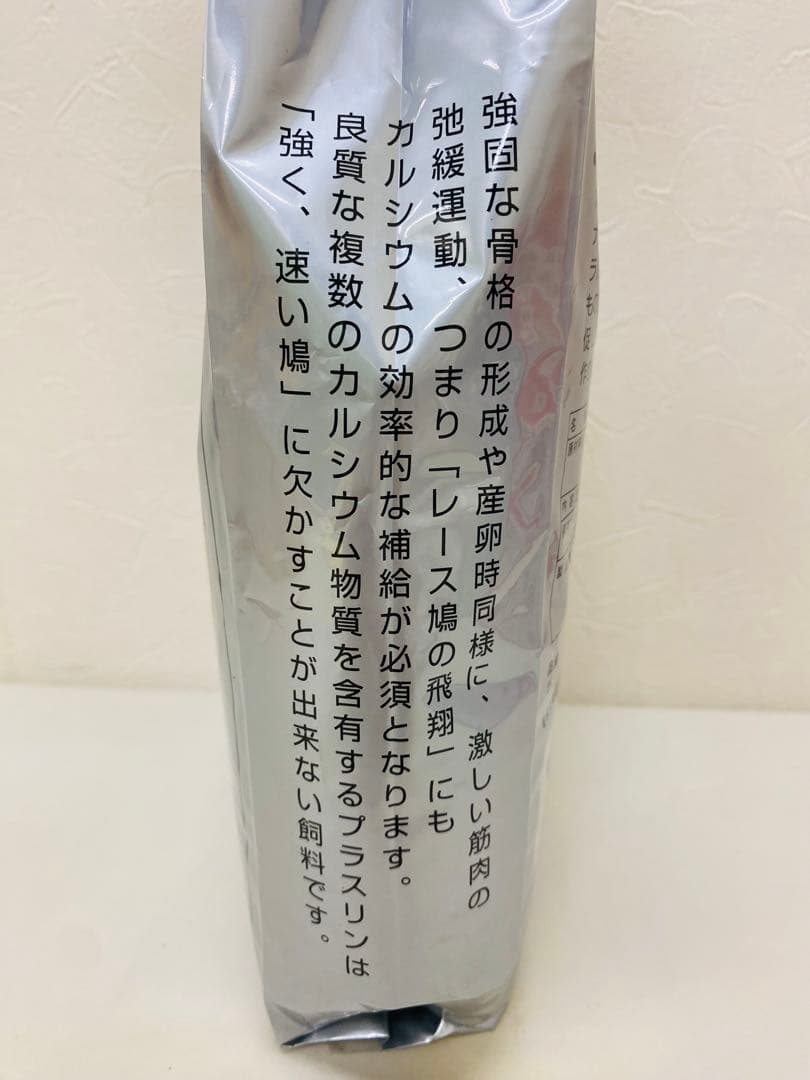 強固な骨格の形成や産卵時同様に、激しい筋肉の
弛緩運動、つまり「レース鳩の飛翔」にも
カルシウムの効率的な補給が必須となります。
良質な複数のカルシウム物質を含有するプラスリンは
「強く、速い鳩」に欠かすことが出来ない飼料です。